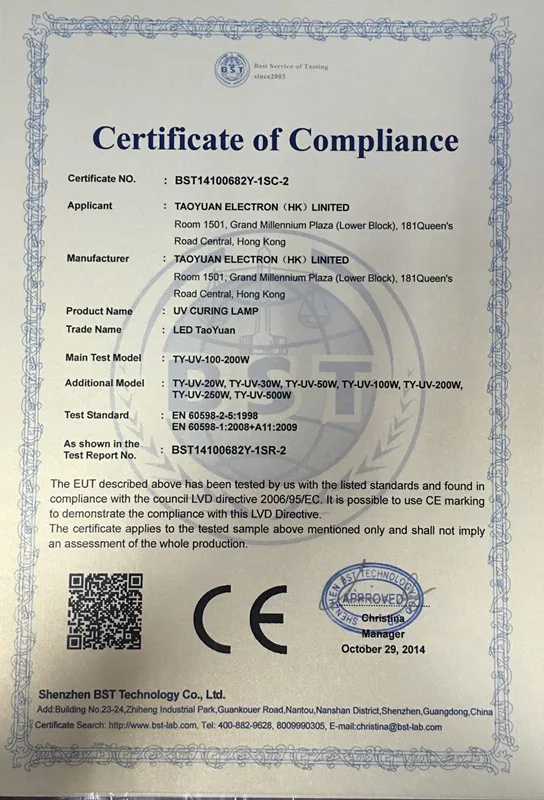 BST
Best Service of Testing
since2003
Certificate of Compliance
Certificate NO. : BST14100682Y-1SC-2
Applicant : TAOYUAN ELECTRON（HK）LIMITED
Room 1501, Grand Millennium Plaza (Lower Block), 181Queen's
Road Central, Hong Kong
Manufacturer : TAOYUAN ELECTRON（HK）LIMITED
Room 1501, Grand Millennium Plaza (Lower Block), 181Queen's
Road Central, Hong Kong
Product Name : UV CURING LAMP
Trade Name : LED TaoYuan
Main Test Model : TY-UV-100-200W
Additional Model : TY-UV-20W, TY-UV-30W, TY-UV-50W, TY-UV-100W, TY-UV-200W,
TY-UV-250W, TY-UV-500W
BST
Test Standard : EN 60598-2-5:1998
EN 60598-1:2008+A11:2009
As shown in the
Test Report No. : BST14100682Y-1SR-2
The EUT described above has been tested by us with the listed standards and found in
compliance with the council LVD directive 2006/95/EC. It is possible to use CE marking
to demonstrate the compliance with this LVD Directive.
The certificate applies to the tested sample above mentioned only and shall not imply
an assessment of the whole production.
CE
SHENZHEN BST TECHNOLOGY CO.
APPROVED
Christina
Manager
October 29, 2014
Shenzhen BST Technology Co., Ltd.
Add:Building No.23-24,Zhiheng Industrial Park,Guankouer Road,Nantou,Nanshan District,Shenzhen,Guangdong,China
Certificate Search: http://www.bst-lab.com, Tel: 400-882-9628, 8009990305, E-mail:christina@bst-lab.com